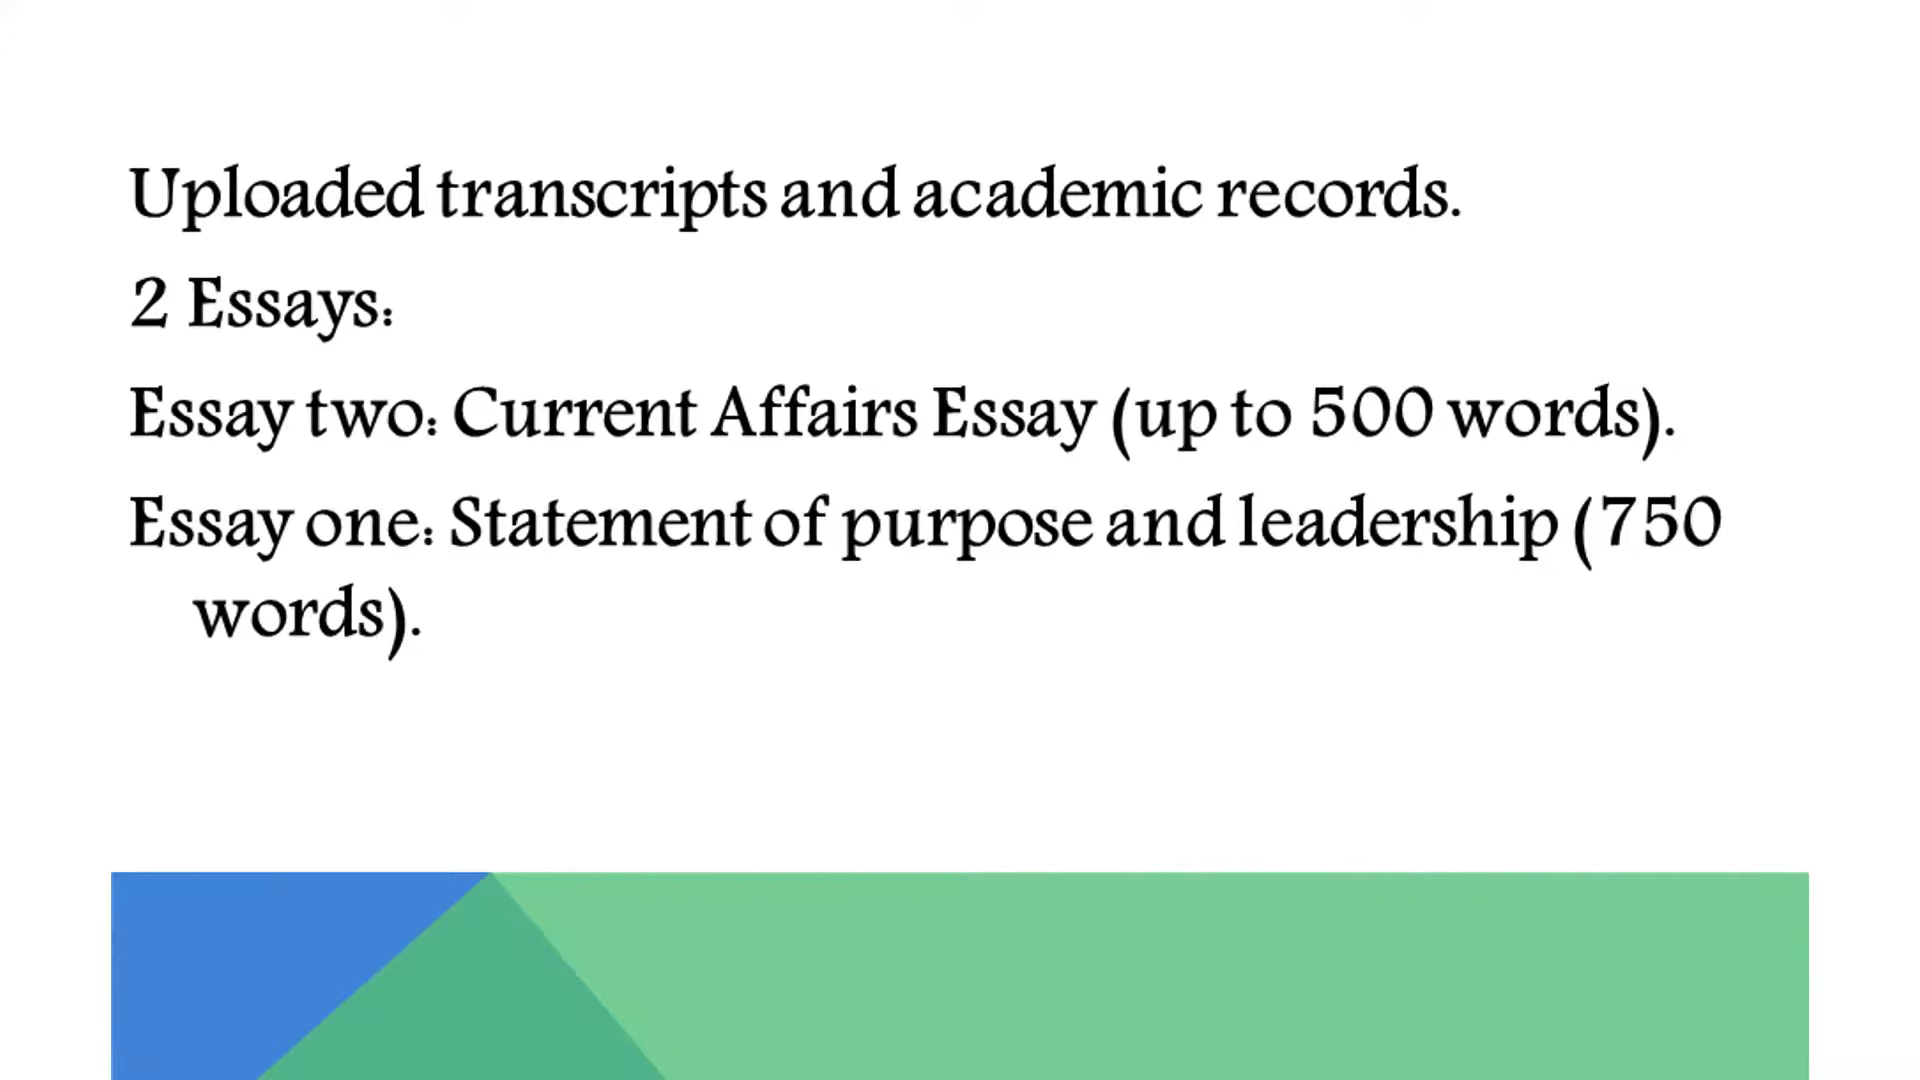 Uploaded transcripts and academic records.
2 Essays:
Essay two: Current Affairs Essay (up to 500 words).
Essay one: Statement of purpose and leadership (750
words).